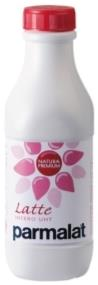 NATURA
PREMIUM
Latte
INTERO UHT
parmalat